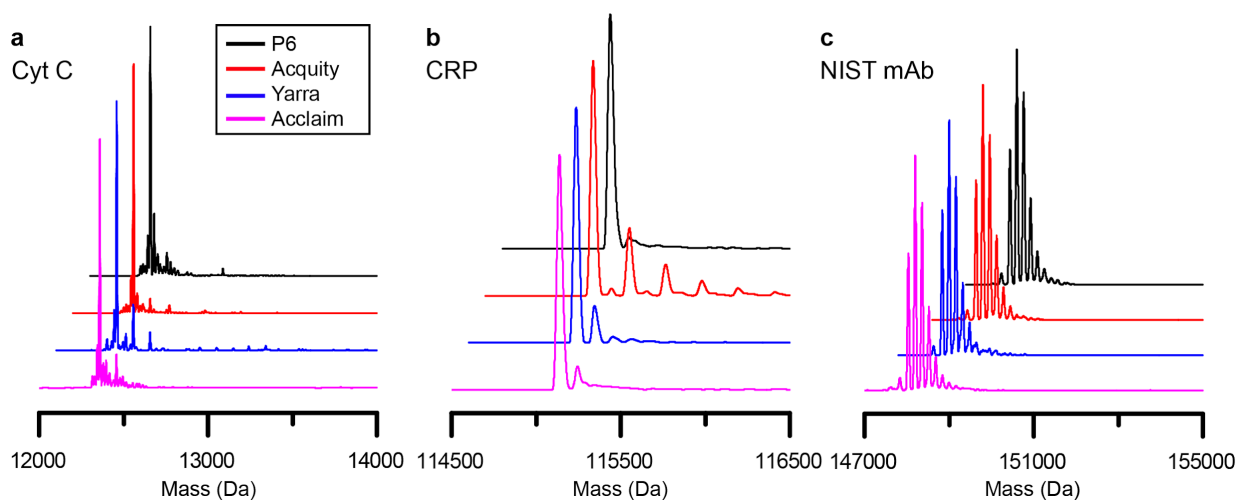 a
Cyt C
P6
Acquity
Yarra
Acclaim
12000
13000
14000
Mass (Da)
b
CRP
114500
115500
116500
Mass (Da)
c
NIST mAb
147000
151000
155000
Mass (Da)